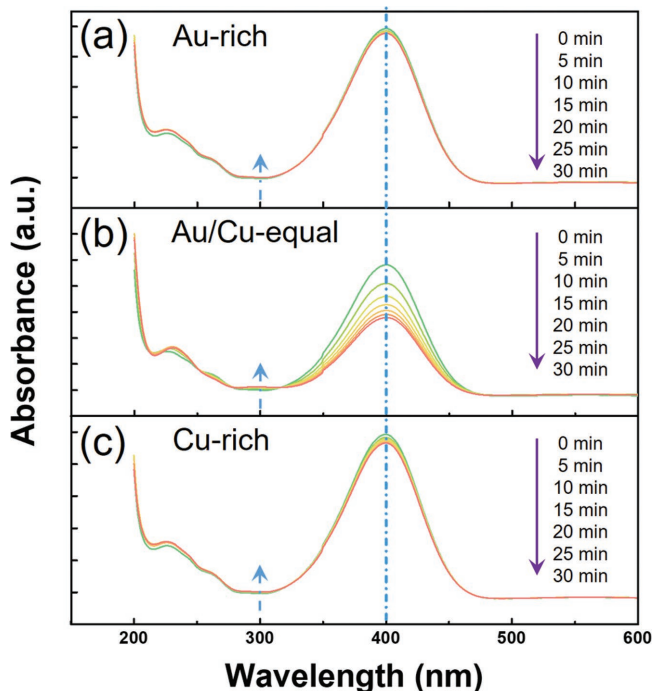 (a) Au-rich
0 min
5 min
10 min
15 min
20 min
25 min
30 min
(b) Au/Cu-equal
0 min
5 min
10 min
15 min
20 min
25 min
30 min
(c) Cu-rich
0 min
5 min
10 min
15 min
20 min
25 min
30 min
Absorbance (a.u.)
200 300 400 500 600
Wavelength (nm)